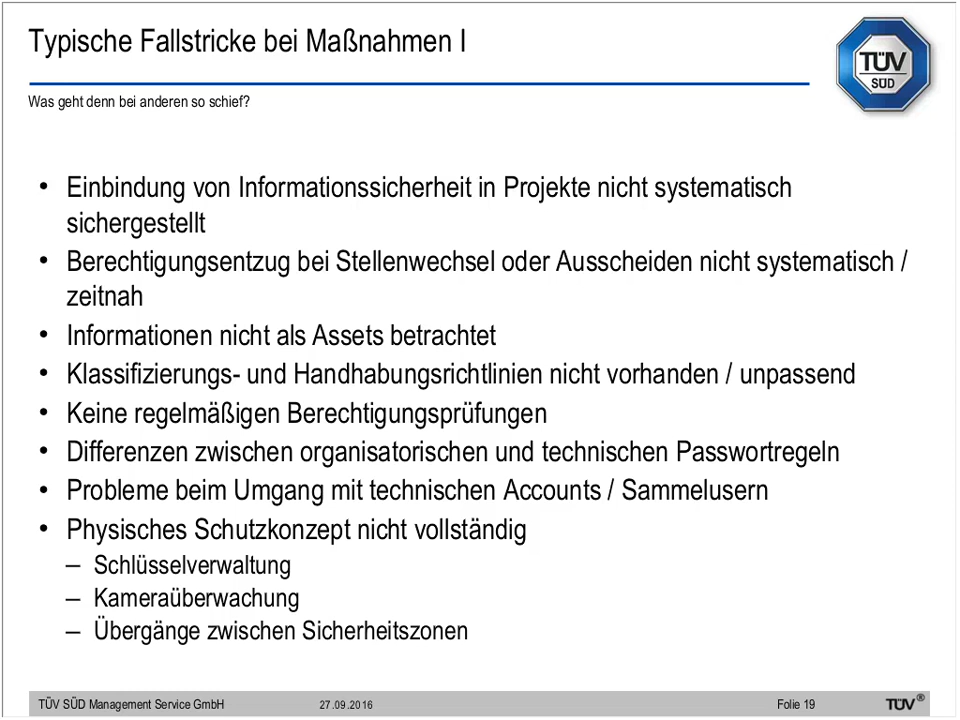 Typische Fallstricke bei Maßnahmen I
TÜV
SÜD
Was geht denn bei anderen so schief?
• Einbindung von Informationssicherheit in Projekte nicht systematisch
sichergestellt
• Berechtigungsentzug bei Stellenwechsel oder Ausscheiden nicht systematisch /
zeitnah
• Informationen nicht als Assets betrachtet
• Klassifizierungs- und Handhabungsrichtlinien nicht vorhanden / unpassend
• Keine regelmäßigen Berechtigungsprüfungen
• Differenzen zwischen organisatorischen und technischen Passwortregeln
• Probleme beim Umgang mit technischen Accounts / Sammelusern
• Physisches Schutzkonzept nicht vollständig
– Schlüsselverwaltung
– Kameraüberwachung
– Übergänge zwischen Sicherheitszonen
TÜV SÜD Management Service GmbH 27.09.2016 Folie 19 TÜV®